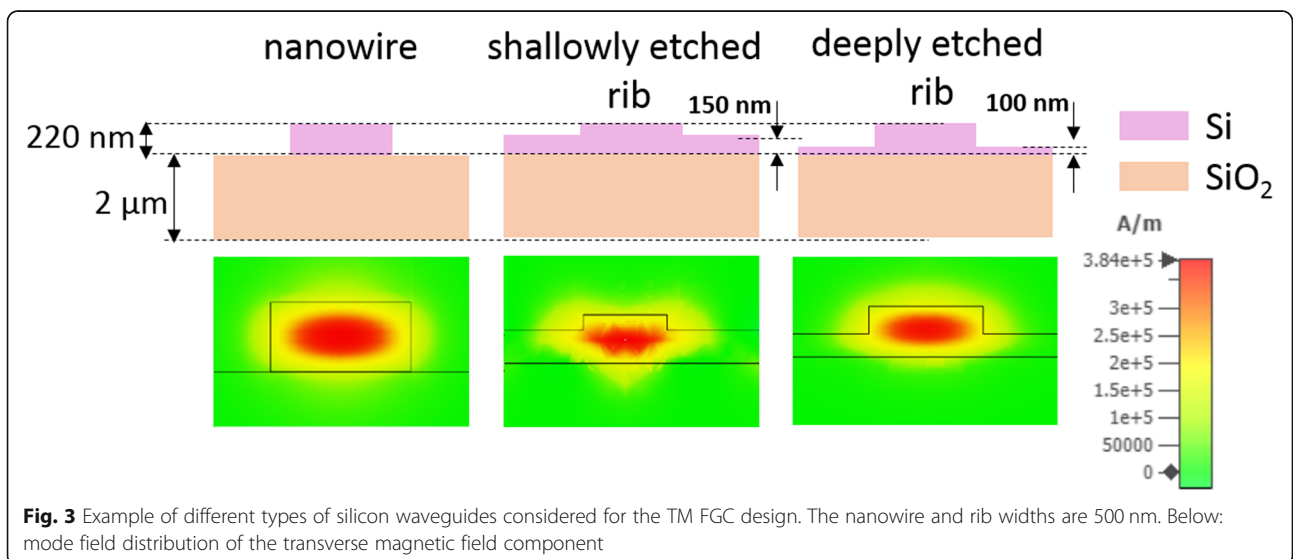 nanowire
shallowly etched
rib
deeply etched
rib
150 nm
100 nm
220 nm
2 μm
Si
SiO₂
A/m
3.84e+5
3e+5
2.5e+5
2e+5
1.5e+5
1e+5
50000
0
Fig. 3 Example of different types of silicon waveguides considered for the TM FGC design. The nanowire and rib widths are 500 nm. Below:
mode field distribution of the transverse magnetic field component